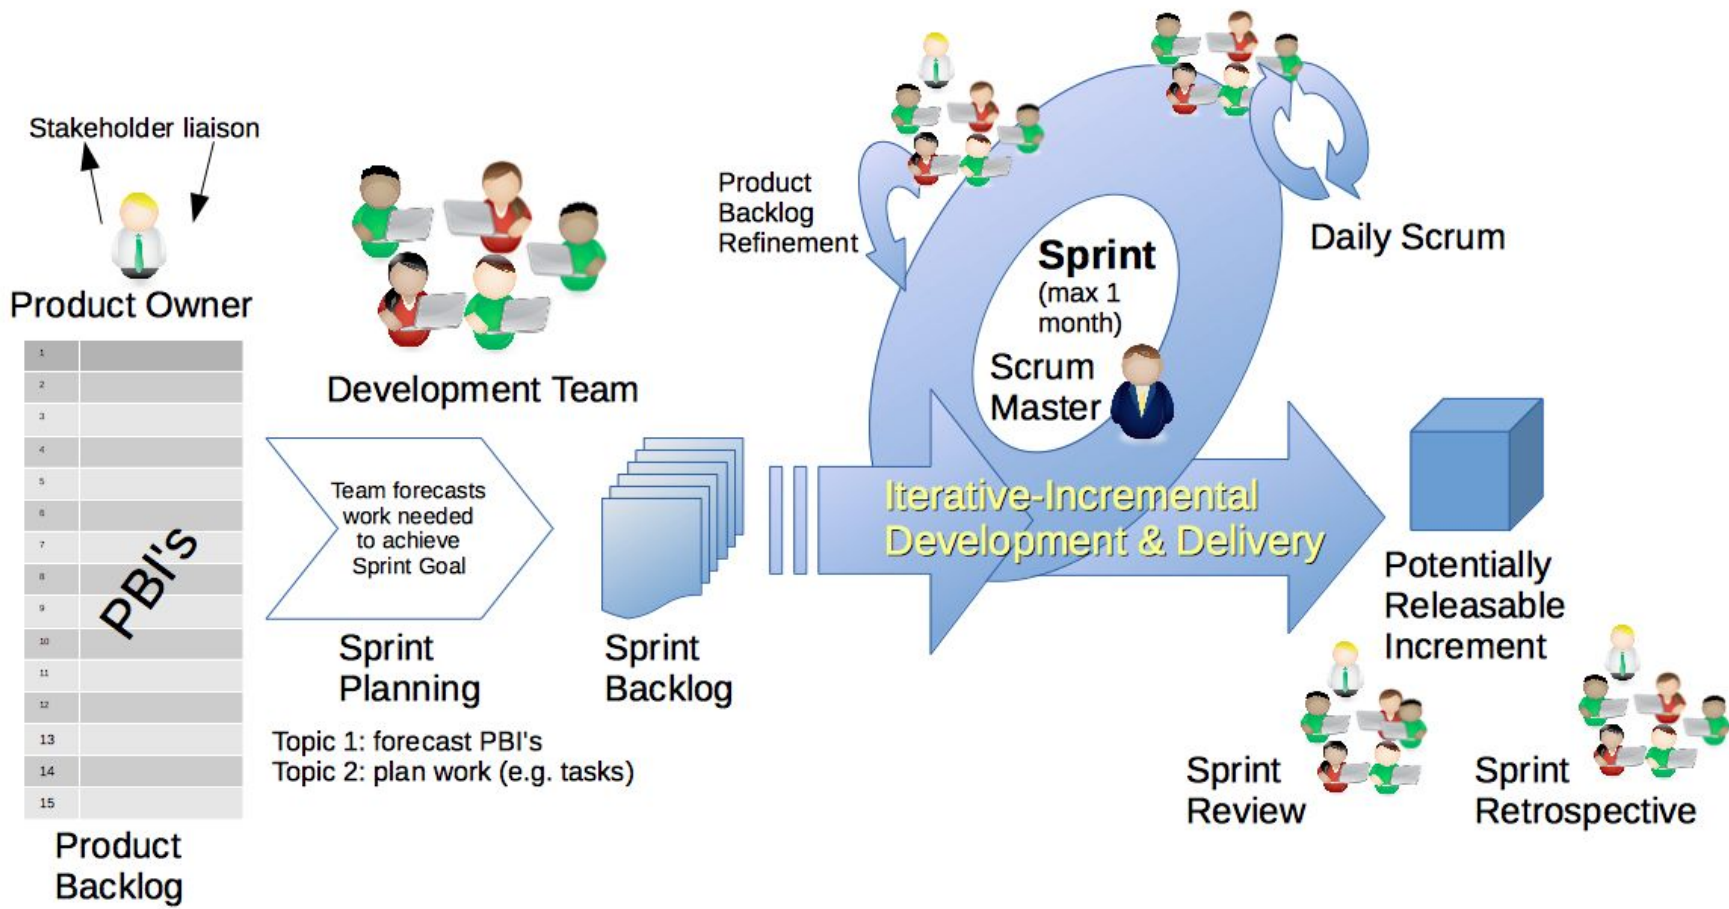 Stakeholder liaison
Product Owner
1
2
3
4
5
6
7
8
9
10
11
12
13
14
15
PBI's
Product
Backlog
Development Team
Team forecasts
work needed
to achieve
Sprint Goal
Sprint
Planning
Topic 1: forecast PBI's
Topic 2: plan work (e.g. tasks)
Sprint
Backlog
Product
Backlog
Refinement
Sprint
(max 1
month)
Scrum
Master
Daily Scrum
Iterative-Incremental
Development & Delivery
Potentially
Releasable
Increment
Sprint
Review
Sprint
Retrospective